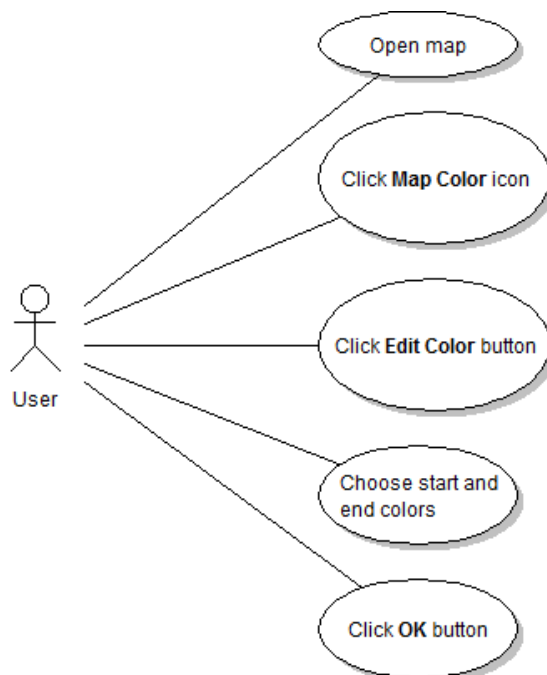 Open map
Click Map Color icon
Click Edit Color button
User
Choose start and
end colors
Click OK button